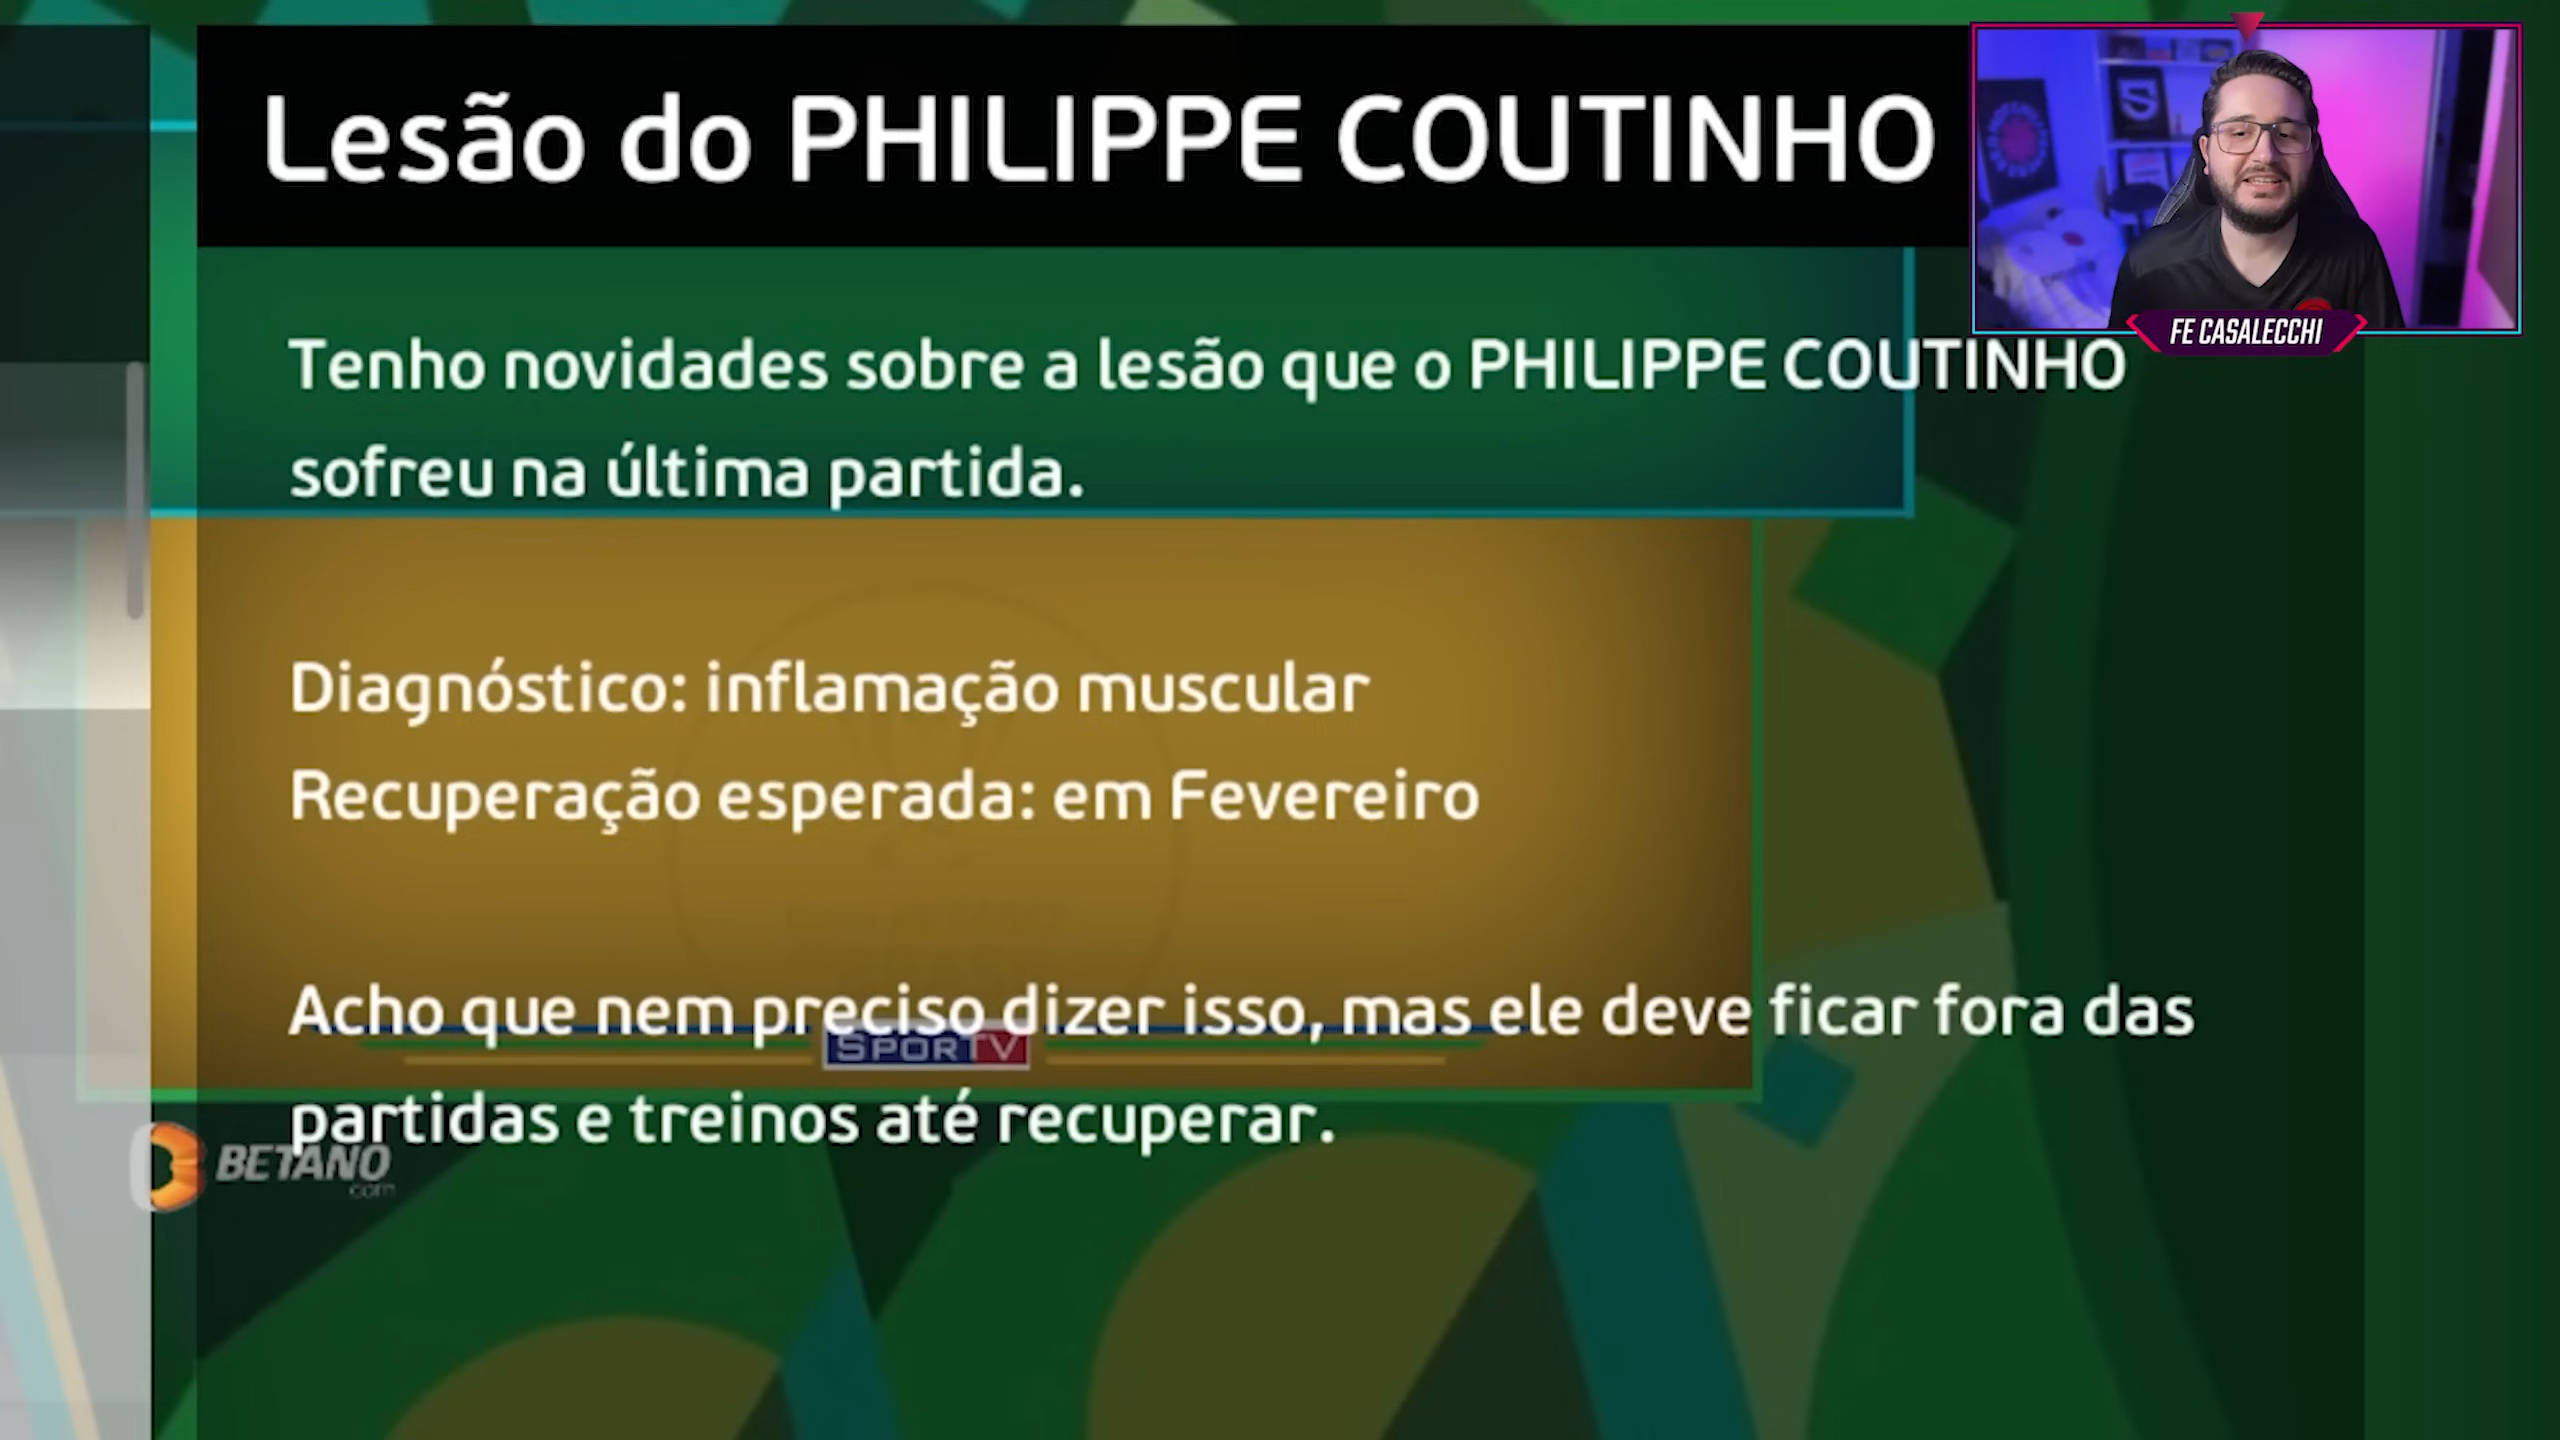 Lesão do PHILIPPE COUTINHO
FE CASALECCHI
Tenho novidades sobre a lesão que o PHILIPPE COUTINHO
sofreu na última partida.
Diagnóstico: inflamação muscular
Recuperação esperada: em Fevereiro
Acho que nem preciso dizer isso, mas ele deve ficar fora das
SPORTV
partidas e treinos até recuperar.
BETANO
.com